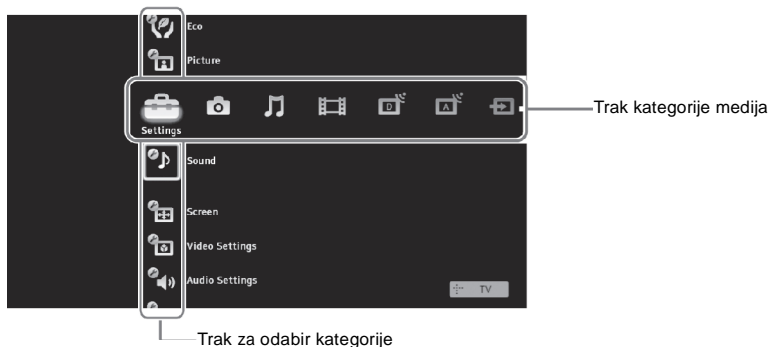 Eco
Picture
D
A
Settings
Trak kategorije medija
Sound
Screen
Video Settings
Audio Settings
TV
Trak za odabir kategorije